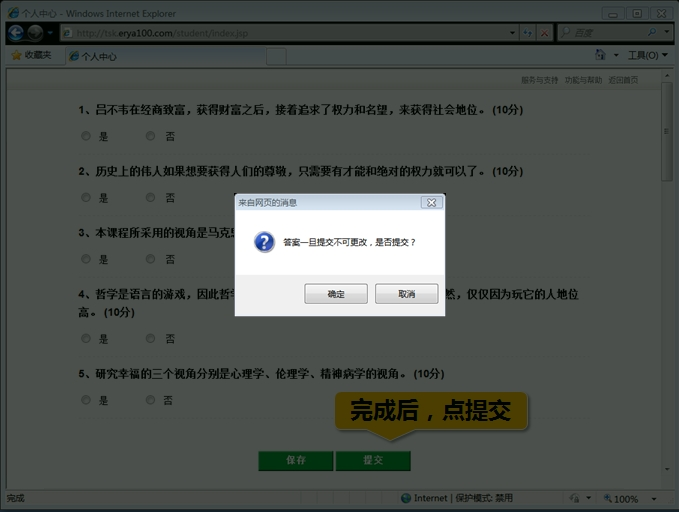 个人中心 - Windows Internet Explorer
http://tsk.erya100.com/student/index.jsp
百度
收藏夹
个人中心
工具(O)
服务与支持 功能与帮助 返回首页
1、吕不韦在经商致富，获得财富之后，接着追求了权力和名望，来获得社会地位。 (10分)
是 否
2、历史上的伟人如果想要获得人们的尊敬，只需要有才能和绝对的权力就可以了。 (10分)
是 否
来自网页的消息
答案一旦提交不可更改，是否提交？
确定 取消
3、本课程所采用的视角是马克思
是 否
4、哲学是语言的游戏，因此哲学 然，仅仅因为玩它的人地位
高。 (10分)
是 否
5、研究幸福的三个视角分别是心理学、伦理学、精神病学的视角。 (10分)
是 否
完成后，点提交
保存 提交
完成
Internet | 保护模式: 禁用
100%